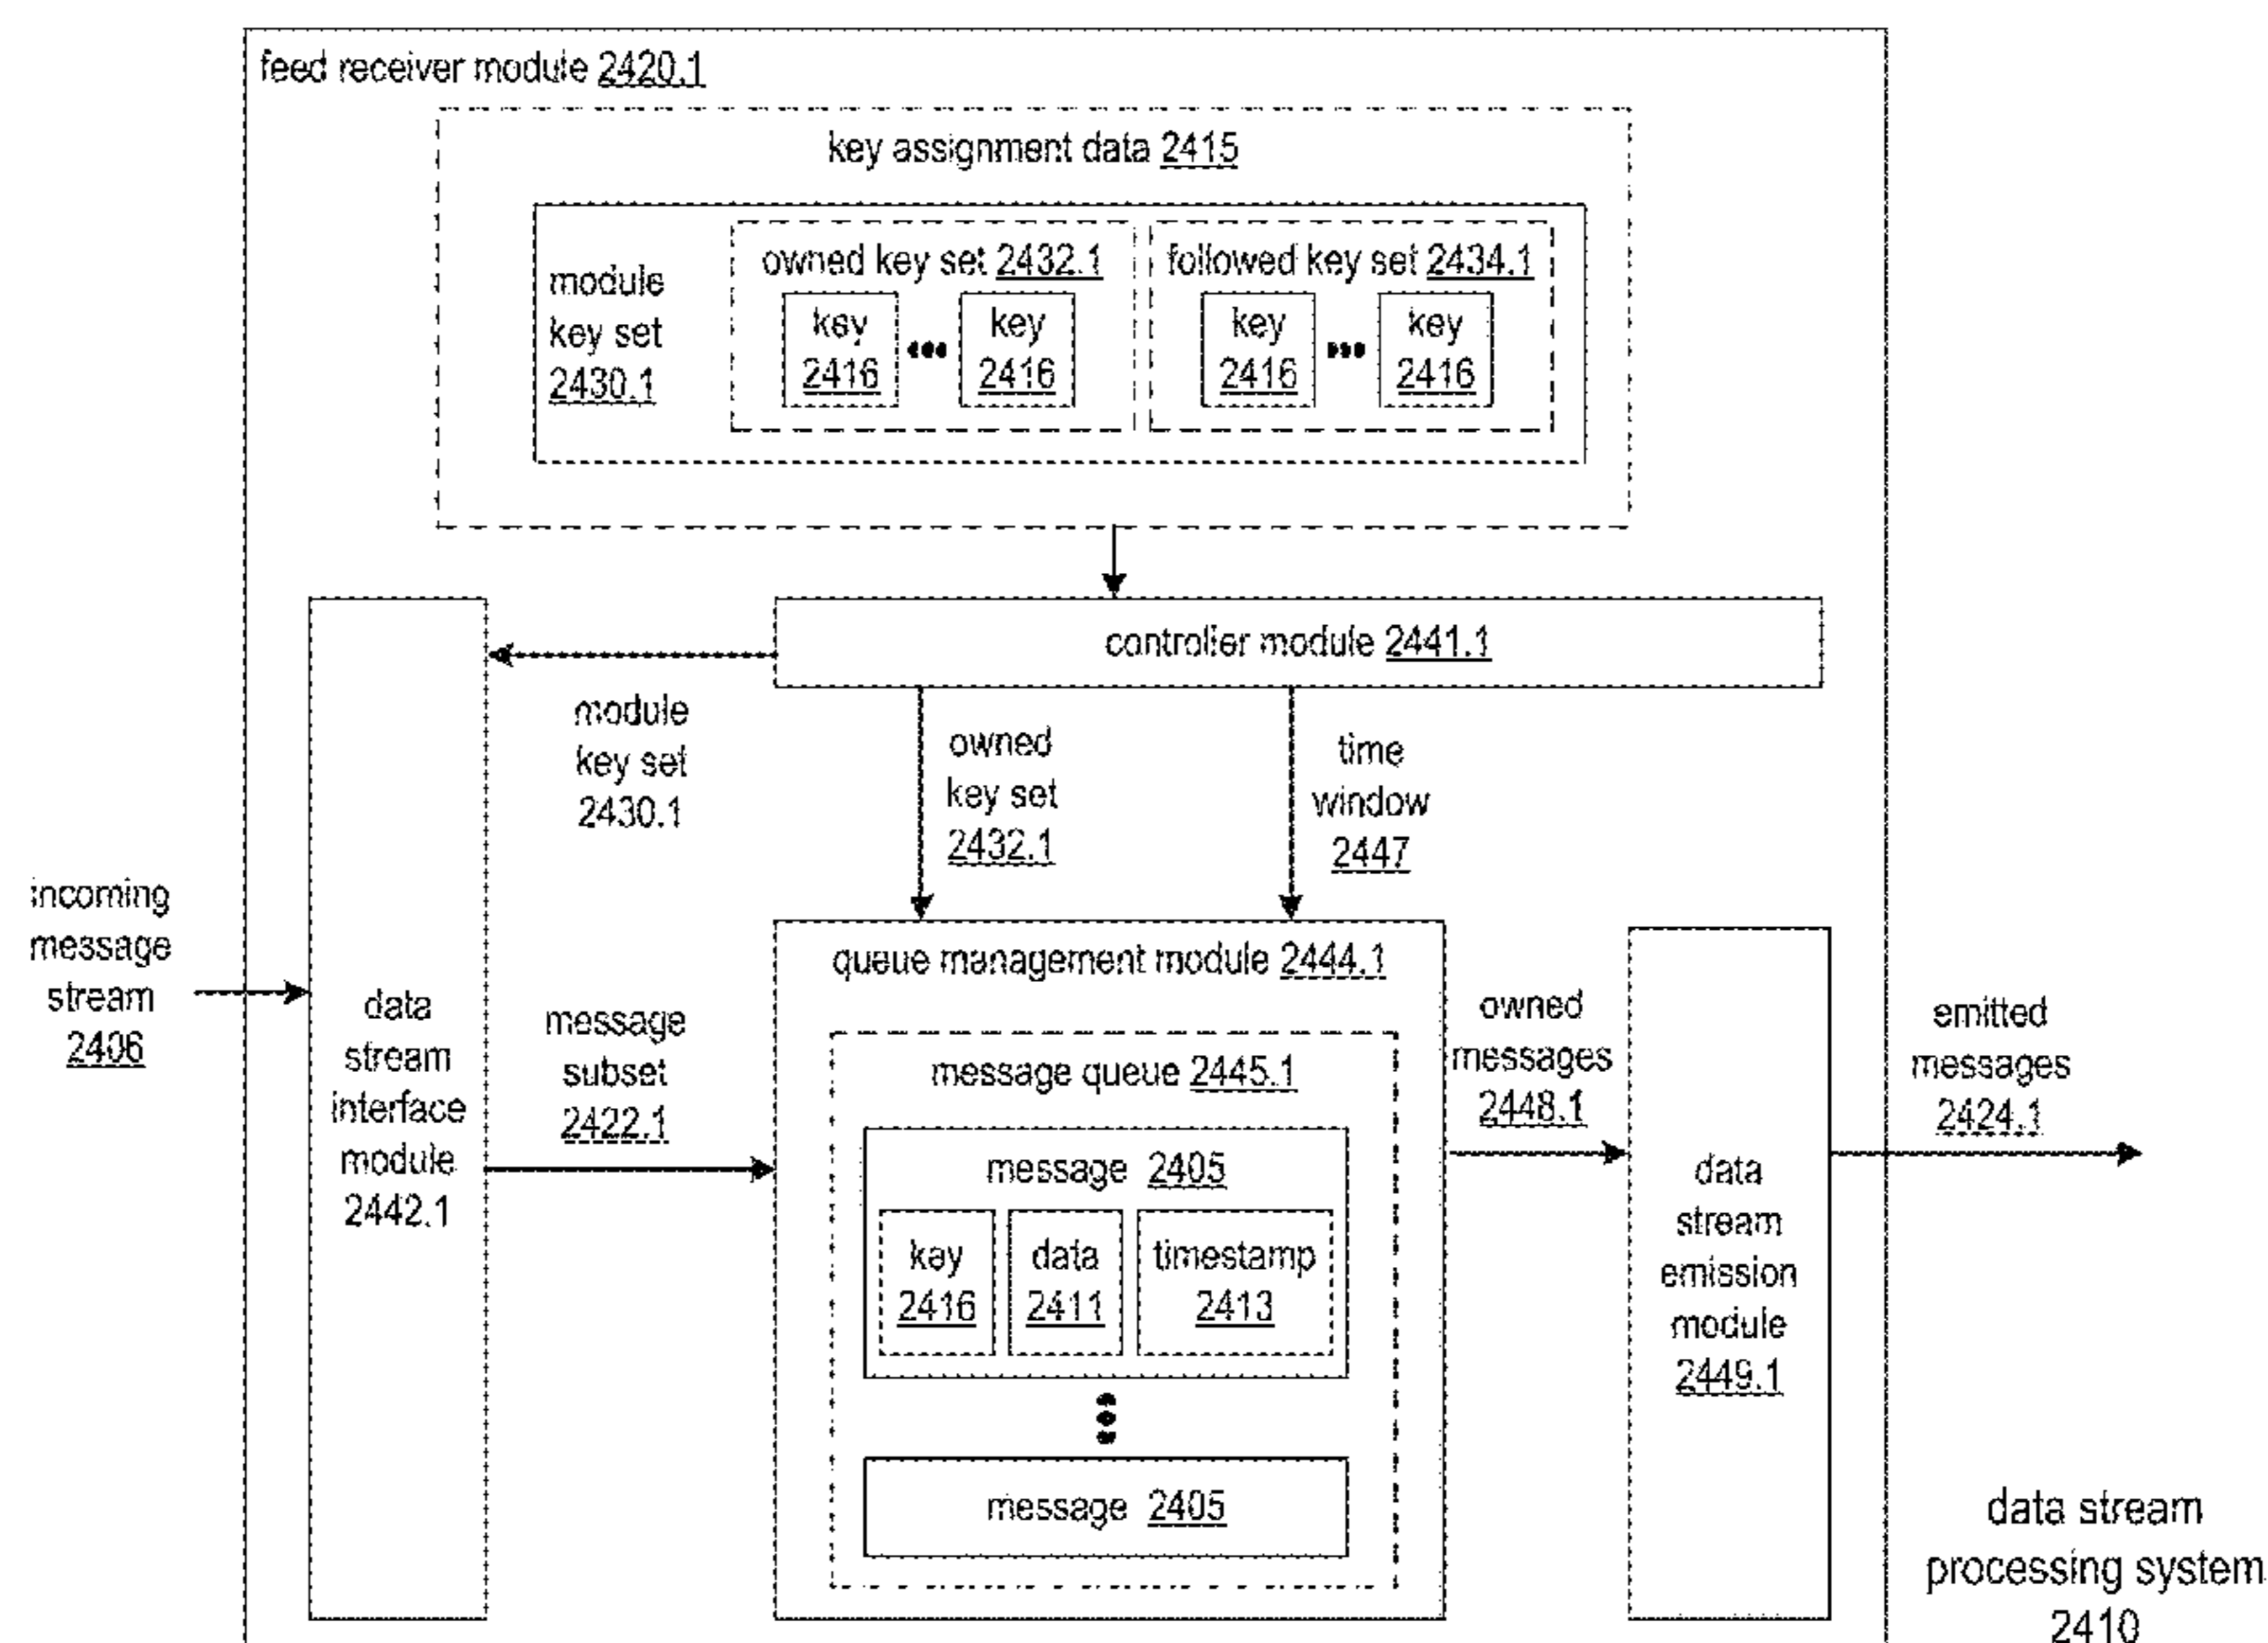 feed receiver module 2420.1
key assignment data 2415
module
key set
2430.1
owned key set 2432.1
key
2416
key
2416
followed key set 2434.1
key
2416
key
2416
controller module 2441.1
module
key set
2430.1
owned
key set
2432.1
time
window
2447
incoming
message
stream
2406
data
stream
interface
module
2442.1
message
subset
2422.1
queue management module 2444.1
message queue 2445.1
message 2405
key
2416
data
2411
timestamp
2413
message 2405
owned
messages
2448.1
data
stream
emission
module
2449.1
emitted
messages
2424.1
data stream
processing system
2410